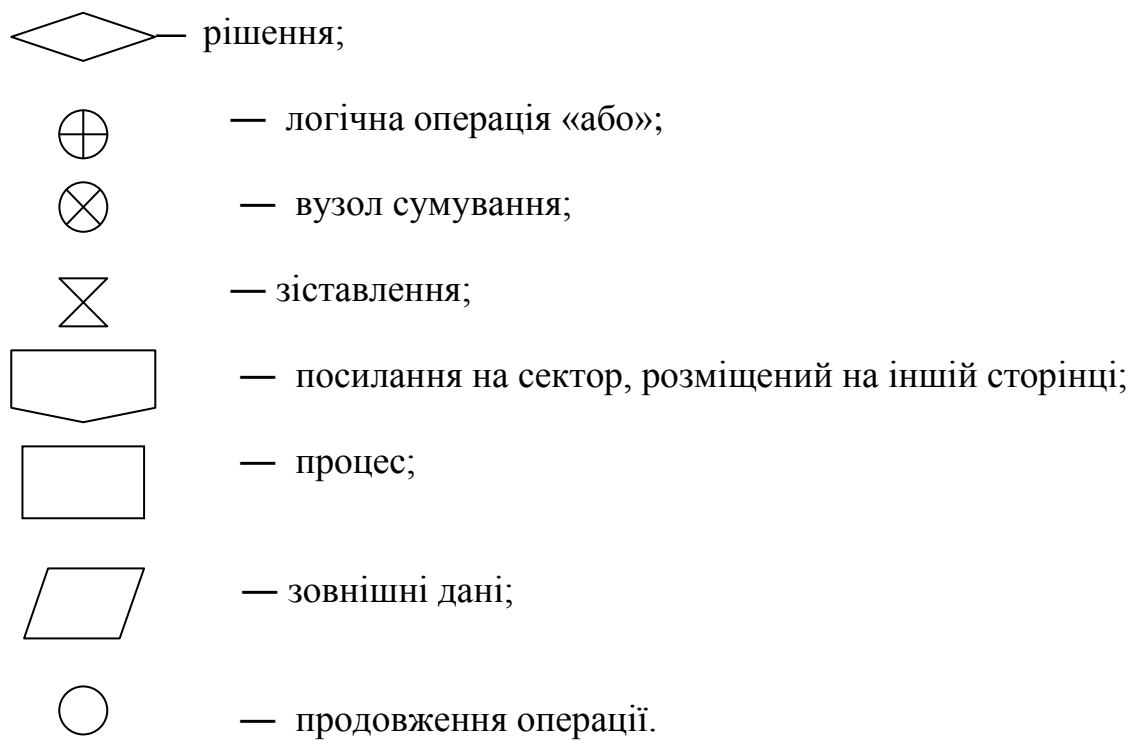 — рішення;
— логічна операція «або»;
— вузол сумування;
— зіставлення;
— посилання на сектор, розміщений на іншій сторінці;
— процес;
— зовнішні дані;
— продовження операції.